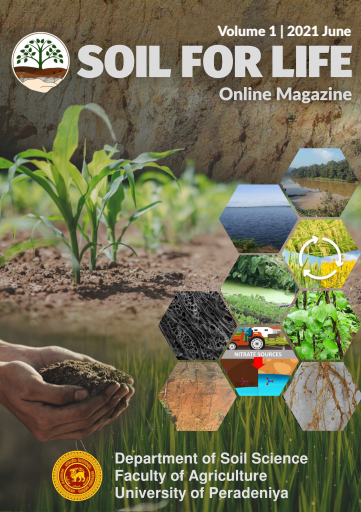 Volume 1 | 2021 June
SOIL FOR LIFE
Online Magazine
NITRATE SOURCES
Department of Soil Science
Faculty of Agriculture
University of Peradeniya